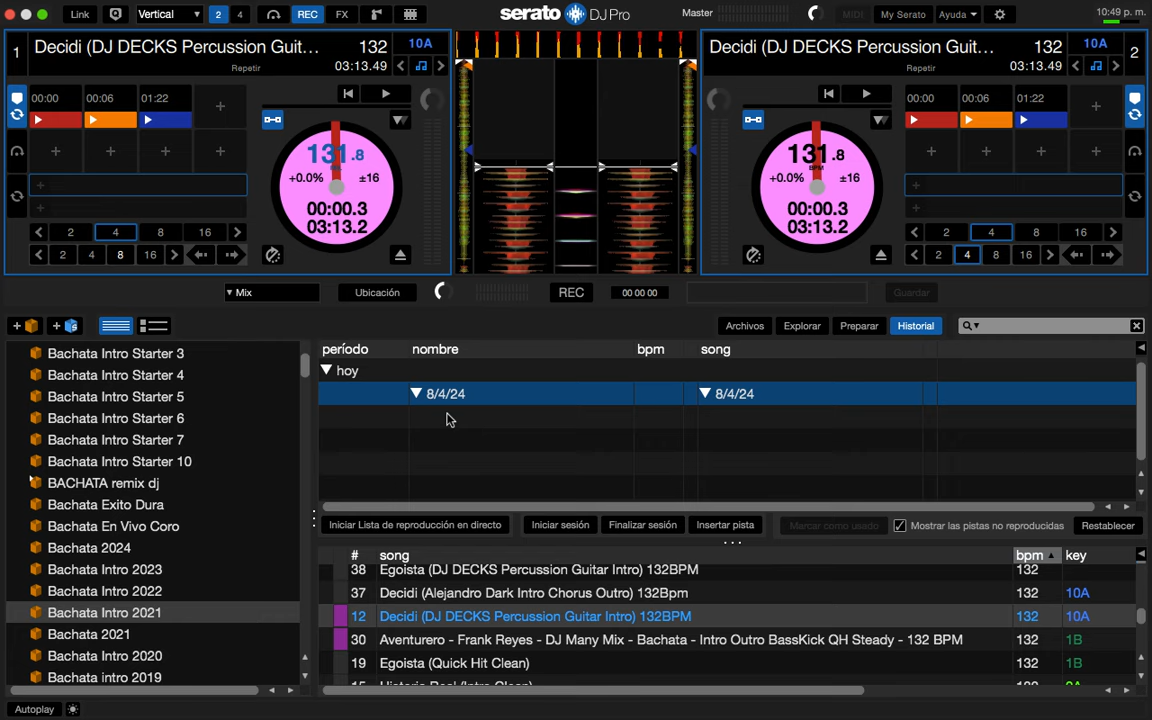 Link Vertical 2 4 REC FX serato DJ Pro Master MIDI My Serato Ayuda 10:49 p. m.
1 Decidi (DJ DECKS Percussion Guit... 132 10A
Repetir 03:13.49
Decidi (DJ DECKS Percussion Guit... 132 10A 2
Repetir 03:13.49
00:00 00:06 01:22
131.8
+0.0% ±16
00:00.3
03:13.2
2 4 8 16
2 4 8 16
131.8
BPM
+0.0% ±16
00:00.3
03:13.2
00:00 00:06 01:22
2 4 8 16
2 4 8 16
Mix Ubicación REC 00 00 00 Guardar
Archivos Explorar Preparar Historial
Bachata Intro Starter 3
Bachata Intro Starter 4
Bachata Intro Starter 5
Bachata Intro Starter 6
Bachata Intro Starter 7
Bachata Intro Starter 10
BACHATA remix dj
Bachata Exito Dura
Bachata En Vivo Coro
Bachata 2024
Bachata Intro 2023
Bachata Intro 2022
Bachata Intro 2021
Bachata 2021
Bachata Intro 2020
Bachata intro 2019
período nombre bpm song
hoy
8/4/24 8/4/24
Iniciar Lista de reproducción en directo Iniciar sesión Finalizar sesión Insertar pista Marcar como usado Mostrar las pistas no reproducidas Restablecer
# song bpm key
38 Egoista (DJ DECKS Percussion Guitar Intro) 132BPM 132
37 Decidi (Alejandro Dark Intro Chorus Outro) 132Bpm 132 10A
12 Decidi (DJ DECKS Percussion Guitar Intro) 132BPM 132 10A
30 Aventurero - Frank Reyes - DJ Many Mix - Bachata - Intro Outro BassKick QH Steady - 132 BPM 132 1B
19 Egoista (Quick Hit Clean) 132 1B
Autoplay